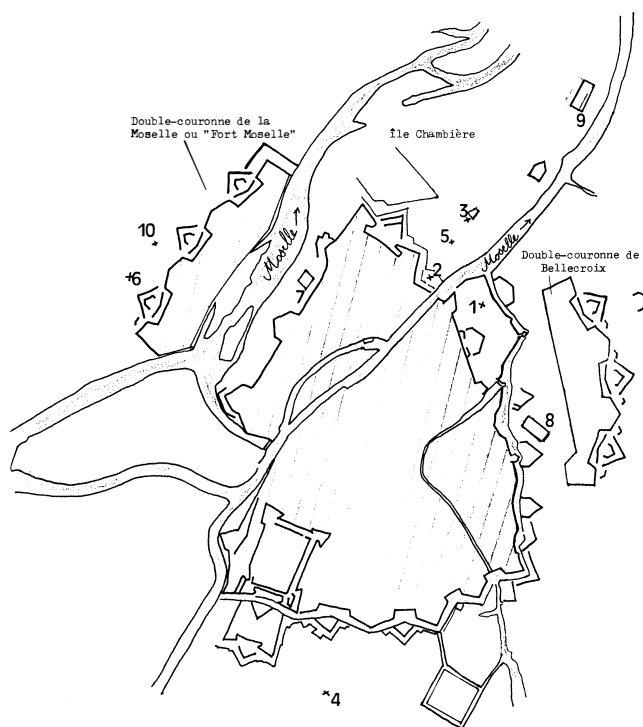 9
Double-couronne de la
Moselle ou "Fort Moselle"
Île Chambière
3
10
5
Moselle
Moselle
Double-couronne de
Bellecroix
6
2
1
8
4